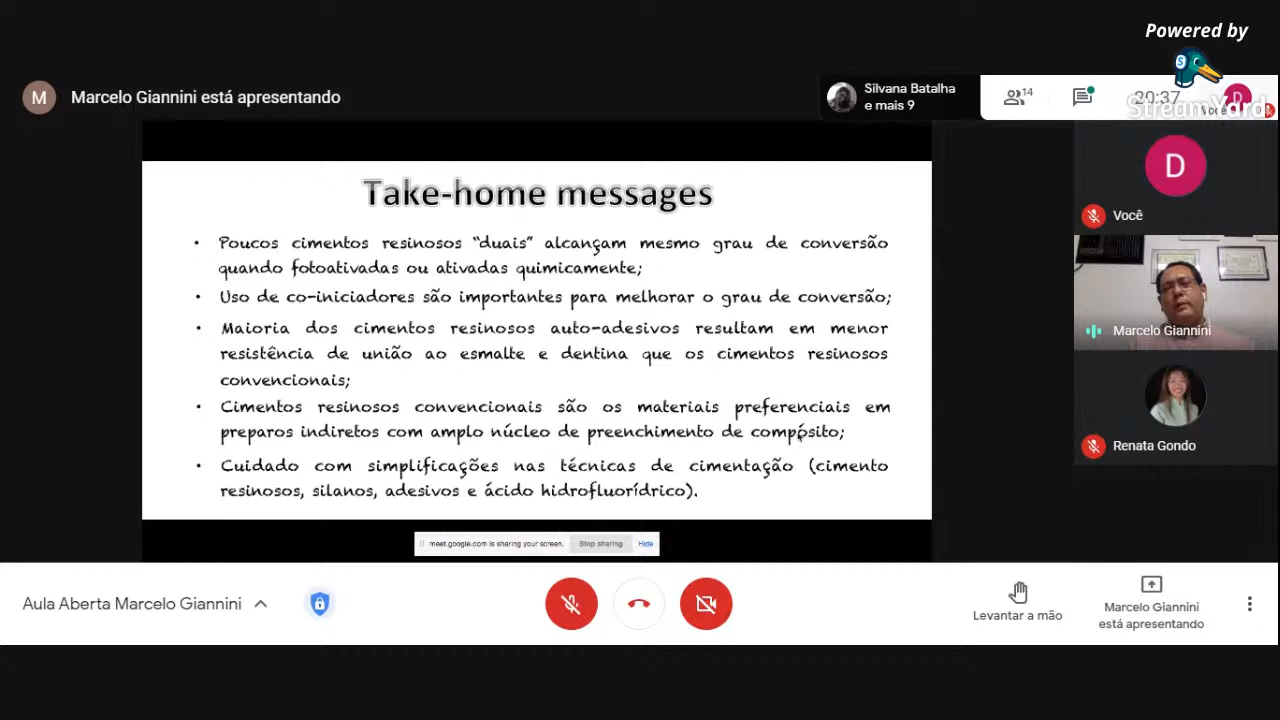 Powered by
StreamYard
M
Marcelo Giannini está apresentando
Silvana Batalha
e mais 9
14
20:37
D
Você
Take-home messages
• Poucos cimentos resinosos “duais” alcançam mesmo grau de conversão
quando fotoativadas ou ativadas quimicamente;
• Uso de co-iniciadores são importantes para melhorar o grau de conversão;
• Maioria dos cimentos resinosos auto-adesivos resultam em menor
resistência de união ao esmalte e dentina que os cimentos resinosos
convencionais;
• Cimentos resinosos convencionais são os materiais preferenciais em
preparos indiretos com amplo núcleo de preenchimento de compósito;
• Cuidado com simplificações nas técnicas de cimentação (cimento
resinosos, silanos, adesivos e ácido hidrofluorídrico).
D
Você
Marcelo Giannini
Renata Gondo
meet.google.com is sharing your screen.
Stop sharing
Hide
Aula Aberta Marcelo Giannini
Levantar a mão
Marcelo Giannini
está apresentando